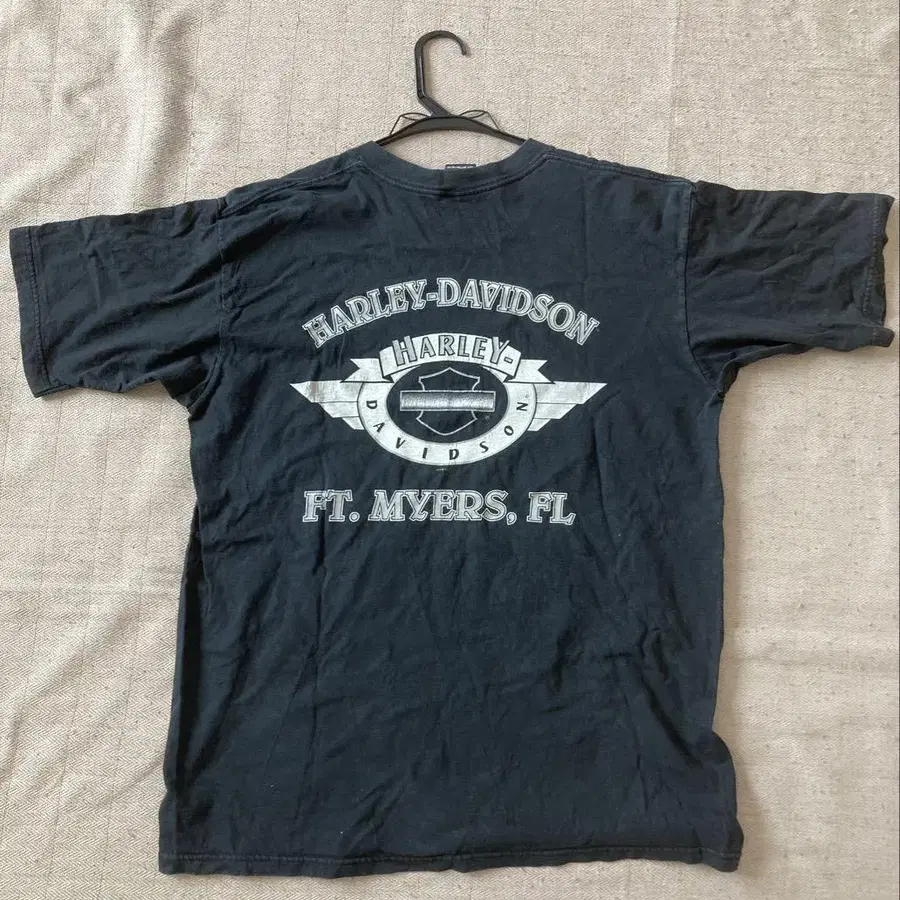 HARLEY-DAVIDSON
HARLEY-
DAVIDSON
FT. MYERS, FL